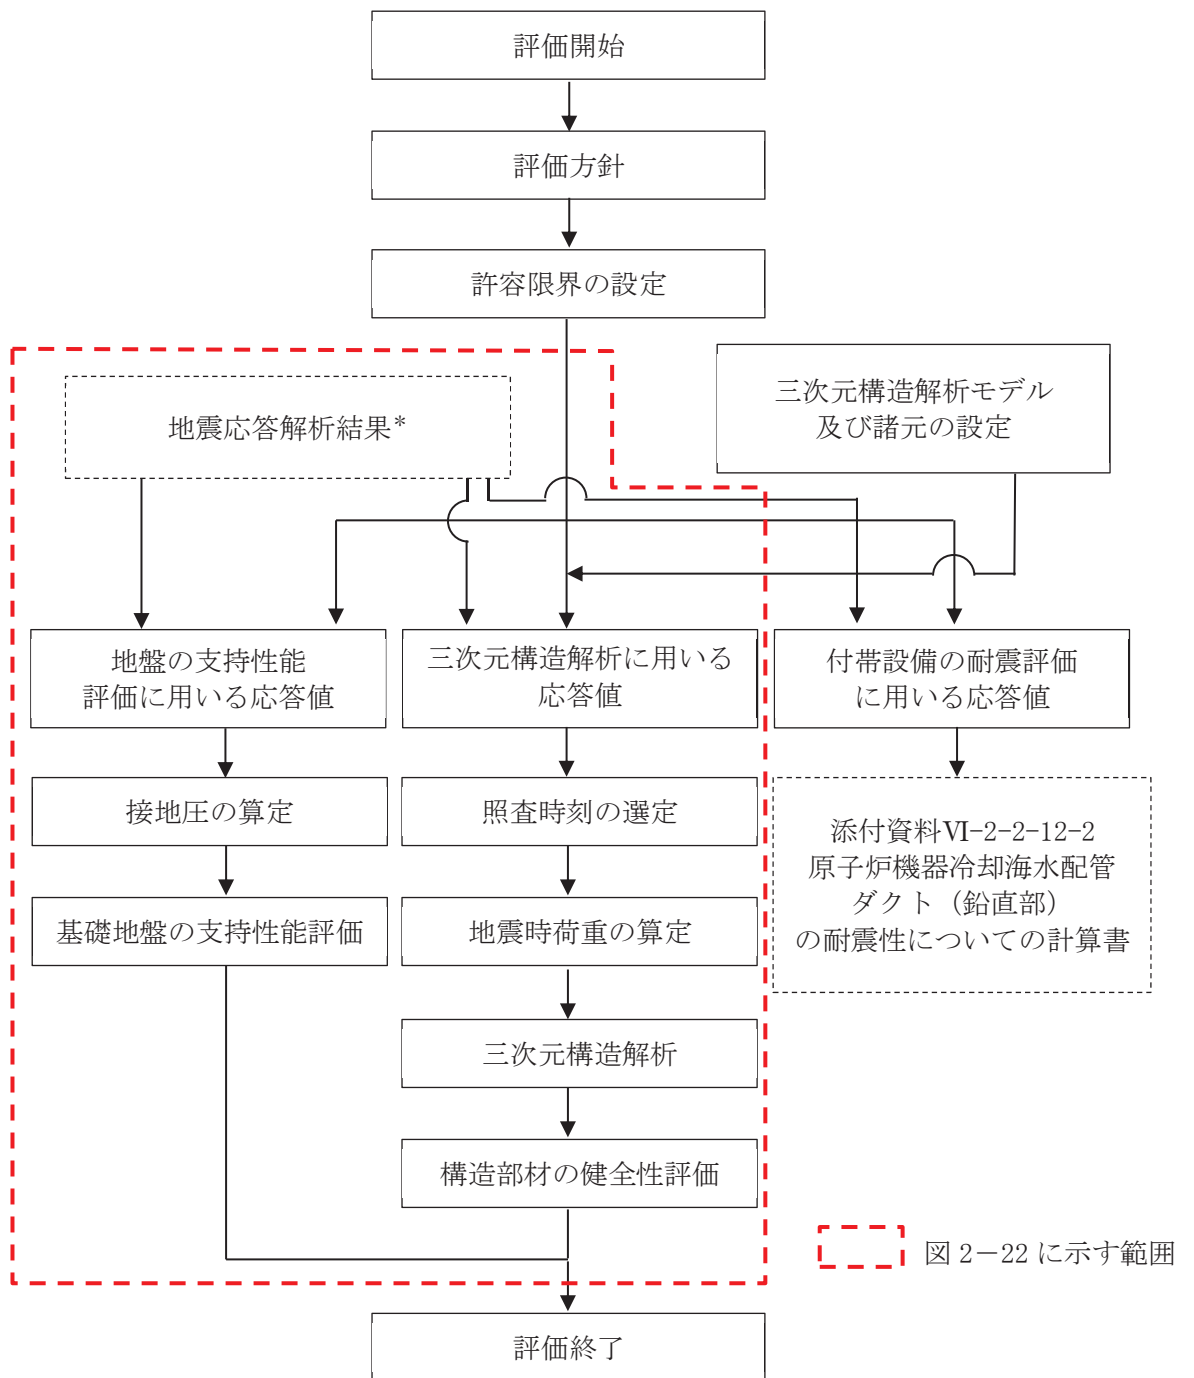 評価開始
評価方針
許容限界の設定
地震応答解析結果*
三次元構造解析モデル
及び諸元の設定
地盤の支持性能
評価に用いる応答値
三次元構造解析に用いる
応答値
付帯設備の耐震評価
に用いる応答値
接地圧の算定
照査時刻の選定
添付資料Ⅵ-2-2-12-2
原子炉機器冷却海水配管
ダクト（鉛直部）
の耐震性についての計算書
基礎地盤の支持性能評価
地震時荷重の算定
三次元構造解析
構造部材の健全性評価
図 2－22 に示す範囲
評価終了